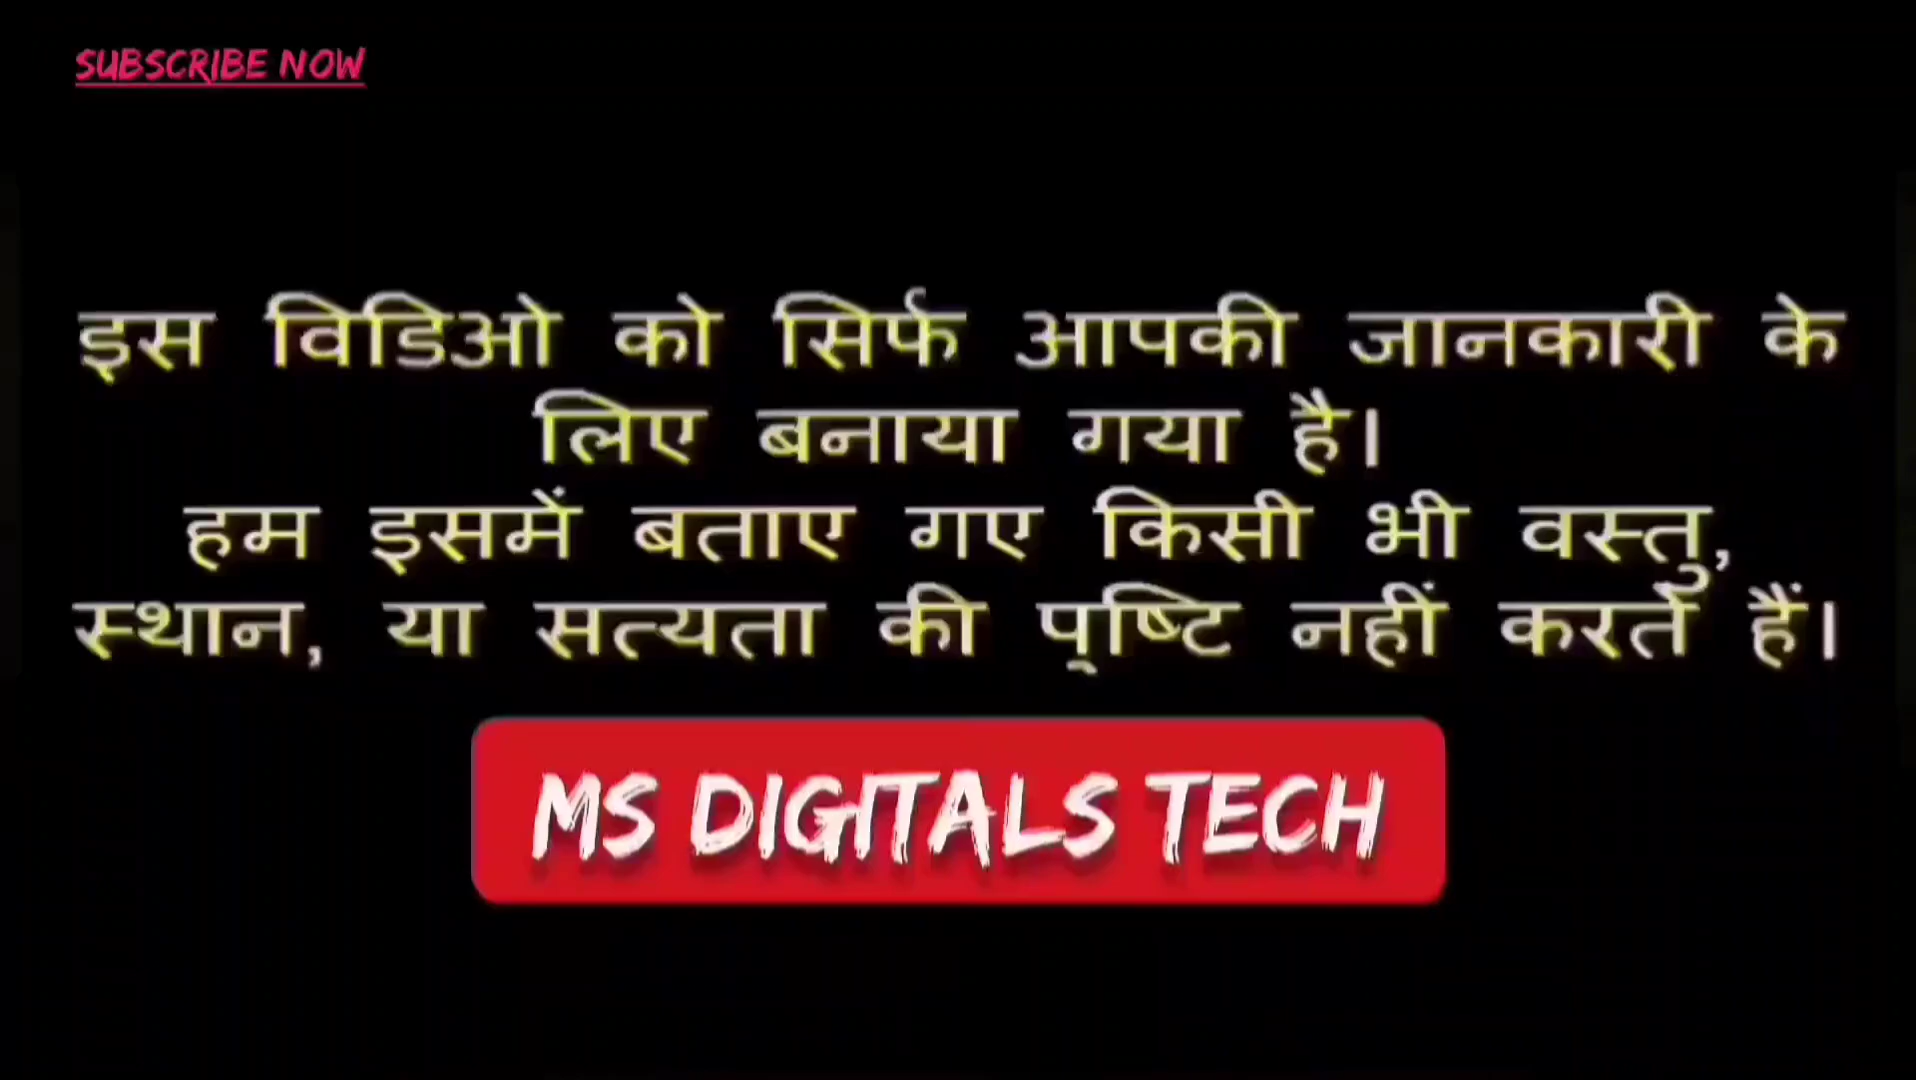 SUBSCRIBE NOW
इस विडिओ को सिर्फ आपकी जानकारी के
लिए बनाया गया है।
हम इसमें बताए गए किसी भी वस्तु,
स्थान, या सत्यता की पृष्टि नहीं करते हैं।
MS DIGITALS TECH